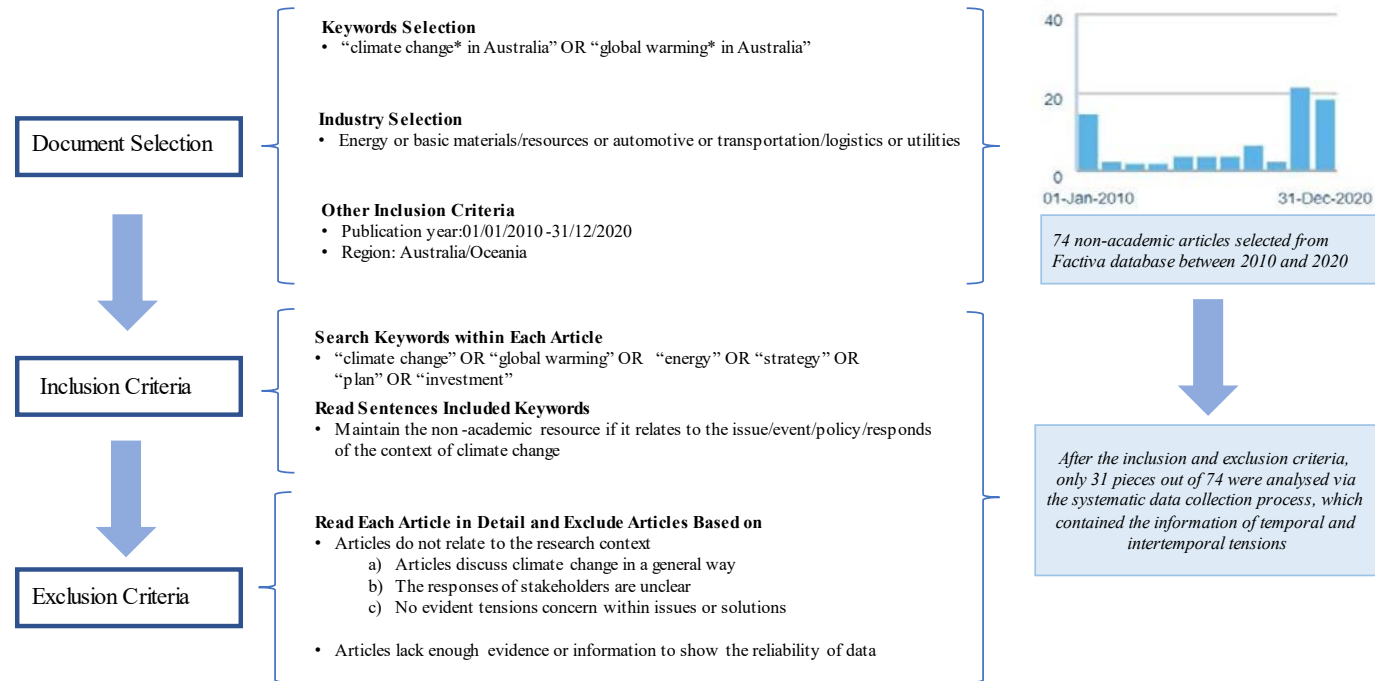 Document Selection
Keywords Selection
• “climate change* in Australia” OR “global warming* in Australia”
Industry Selection
• Energy or basic materials/resources or automotive or transportation/logistics or utilities
Other Inclusion Criteria
• Publication year:01/01/2010-31/12/2020
• Region: Australia/Oceania
40
20
0
01-Jan-2010 31-Dec-2020
74 non-academic articles selected from
Factiva database between 2010 and 2020
Inclusion Criteria
Search Keywords within Each Article
• “climate change” OR “global warming” OR “energy” OR “strategy” OR
“plan” OR “investment”
Read Sentences Included Keywords
• Maintain the non-academic resource if it relates to the issue/event/policy/responds
of the context of climate change
Exclusion Criteria
Read Each Article in Detail and Exclude Articles Based on
• Articles do not relate to the research context
a) Articles discuss climate change in a general way
b) The responses of stakeholders are unclear
c) No evident tensions concern within issues or solutions
• Articles lack enough evidence or information to show the reliability of data
After the inclusion and exclusion criteria,
only 31 pieces out of 74 were analysed via
the systematic data collection process, which
contained the information of temporal and
intertemporal tensions